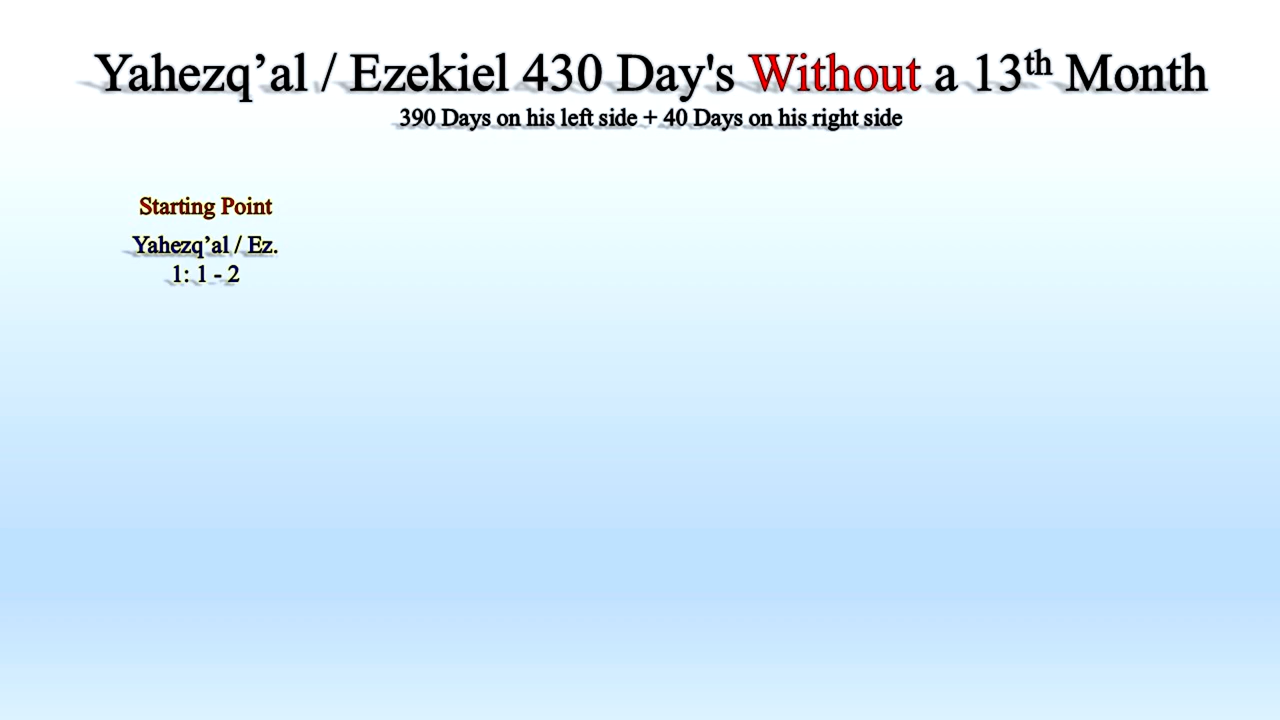 Yahezq’al / Ezekiel 430 Day's Without a 13th Month
390 Days on his left side + 40 Days on his right side
Starting Point
Yahezq’al / Ez.
1: 1 - 2